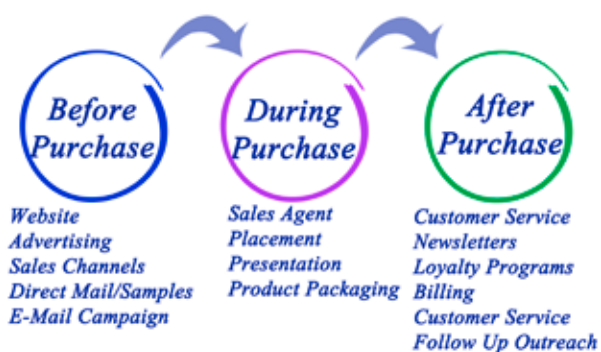 Before
Purchase
During
Purchase
After
Purchase
Website
Advertising
Sales Channels
Direct Mail/Samples
E-Mail Campaign
Sales Agent
Placement
Presentation
Product Packaging
Customer Service
Newsletters
Loyalty Programs
Billing
Customer Service
Follow Up Outreach